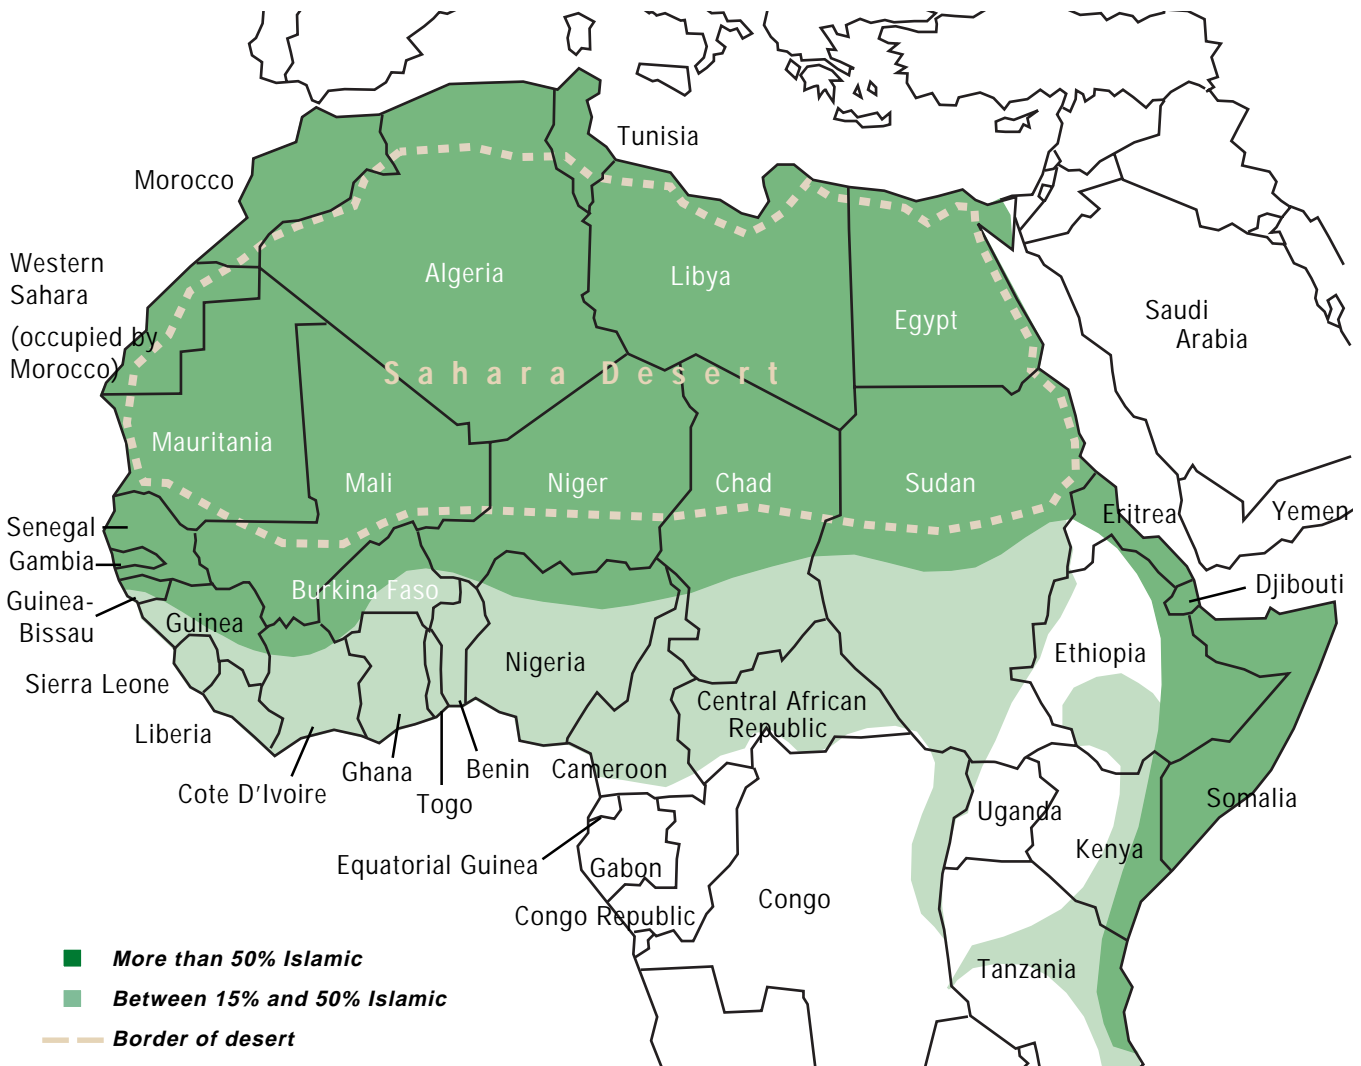 Tunisia
Morocco
Western
Sahara
(occupied by
Morocco)
Algeria
Libya
Egypt
Saudi
Arabia
Sahara Desert
Mauritania
Mali
Niger
Chad
Sudan
Senegal
Gambia
Guinea-
Bissau
Eritrea
Yemen
Djibouti
Burkina Faso
Guinea
Sierra Leone
Liberia
Nigeria
Ethiopia
Central African
Republic
Cote D'Ivoire
Ghana
Togo
Benin
Cameroon
Equatorial Guinea
Gabon
Congo Republic
Congo
Uganda
Kenya
Somalia
Tanzania
More than 50% Islamic
Between 15% and 50% Islamic
Border of desert